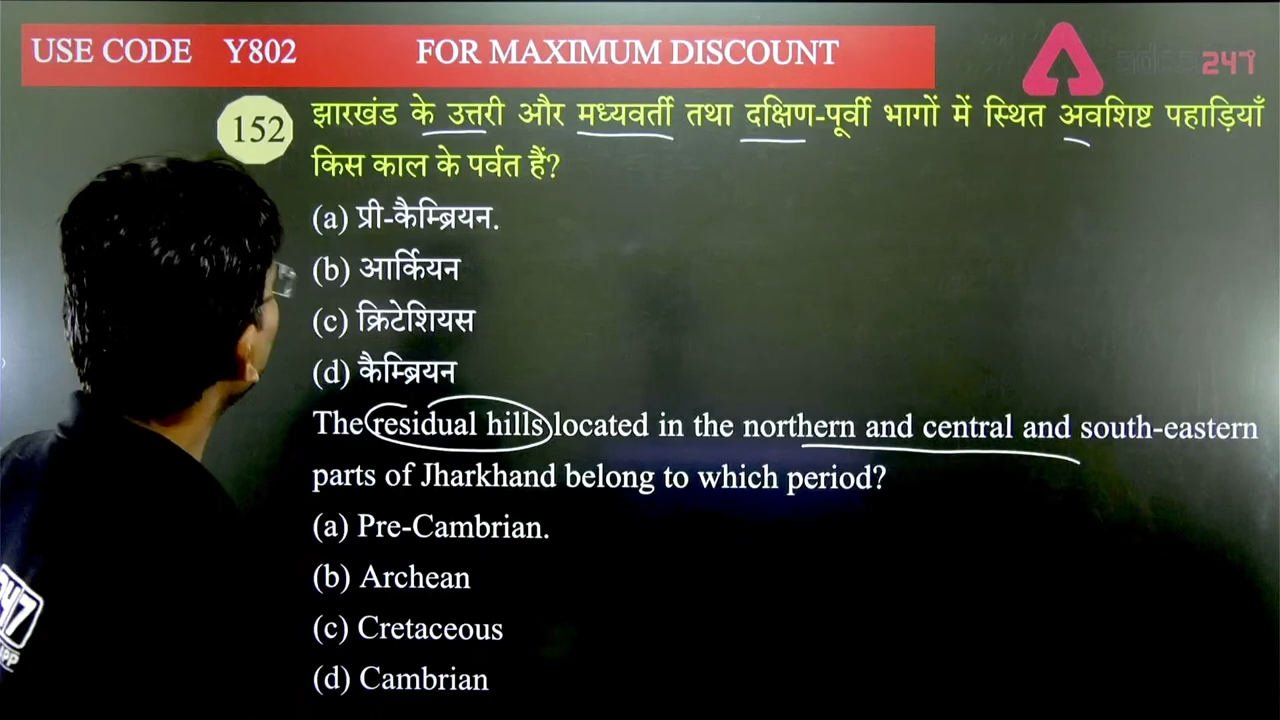 USE CODE Y802 FOR MAXIMUM DISCOUNT
247
152
झारखंड के उत्तरी और मध्यवर्ती तथा दक्षिण-पूर्वी भागों में स्थित अवशिष्ट पहाड़ियाँ
किस काल के पर्वत हैं?
(a) प्री-कैम्ब्रियन.
(b) आर्कियन
(c) क्रिटेशियस
(d) कैम्ब्रियन
The residual hills located in the northern and central and south-eastern
parts of Jharkhand belong to which period?
(a) Pre-Cambrian.
(b) Archean
(c) Cretaceous
(d) Cambrian